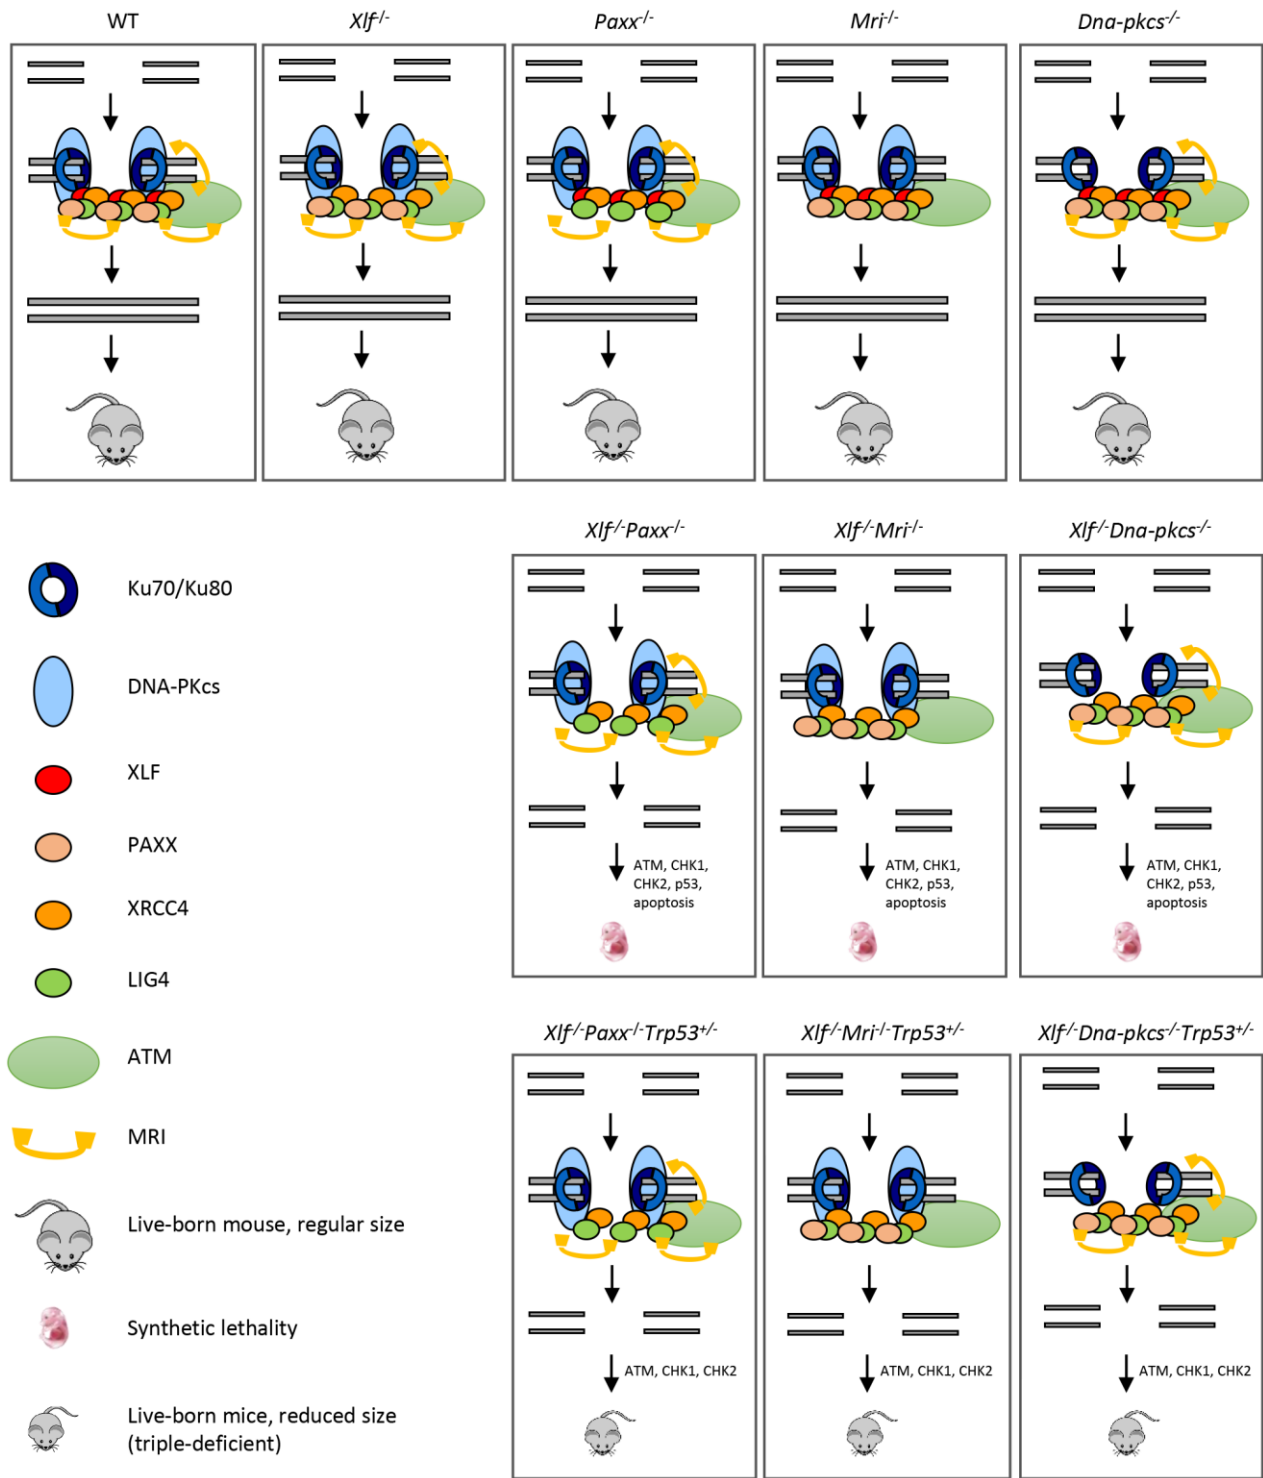 WT
Xlf-/-
Paxx-/-
Mri-/-
Dna-pkcs-/-
Xlf-/-Paxx-/-
Xlf-/-Mri-/-
Xlf-/-Dna-pkcs-/-
Ku70/Ku80
DNA-PKcs
XLF
PAXX
XRCC4
LIG4
ATM
MRI
Live-born mouse, regular size
Synthetic lethality
Live-born mice, reduced size
(triple-deficient)
ATM, CHK1,
CHK2, p53,
apoptosis
ATM, CHK1,
CHK2, p53,
apoptosis
ATM, CHK1,
CHK2, p53,
apoptosis
Xlf-/-Paxx-/-Trp53+/-
Xlf-/-Mri-/-Trp53+/-
Xlf-/-Dna-pkcs-/-Trp53+/-
ATM, CHK1, CHK2
ATM, CHK1, CHK2
ATM, CHK1, CHK2